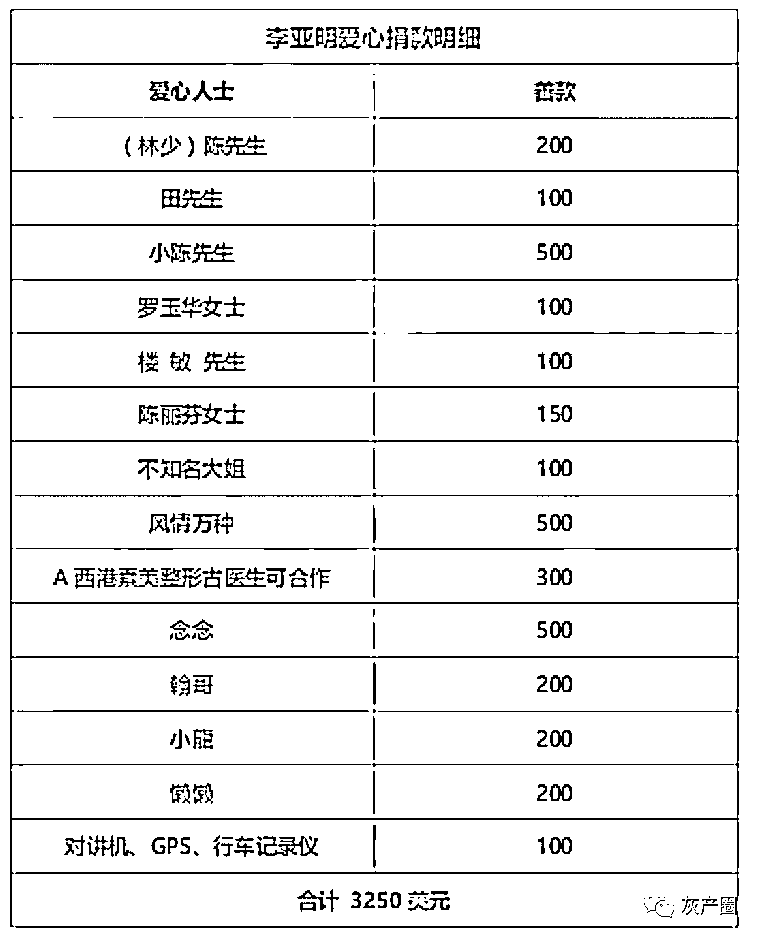 李亚明爱心捐款明细
爱心人士 善款
（林少）陈先生 200
田先生 100
小陈先生 500
罗玉华女士 100
楼 敏 先生 100
陈丽芬女士 150
不知名大姐 100
风情万种 500
A 西港素美整形古医生可合作 300
念念 500
翰哥 200
小龍 200
懒懒 200
对讲机、GPS、行车记录仪 100
合计 3250 美元
灰产圈